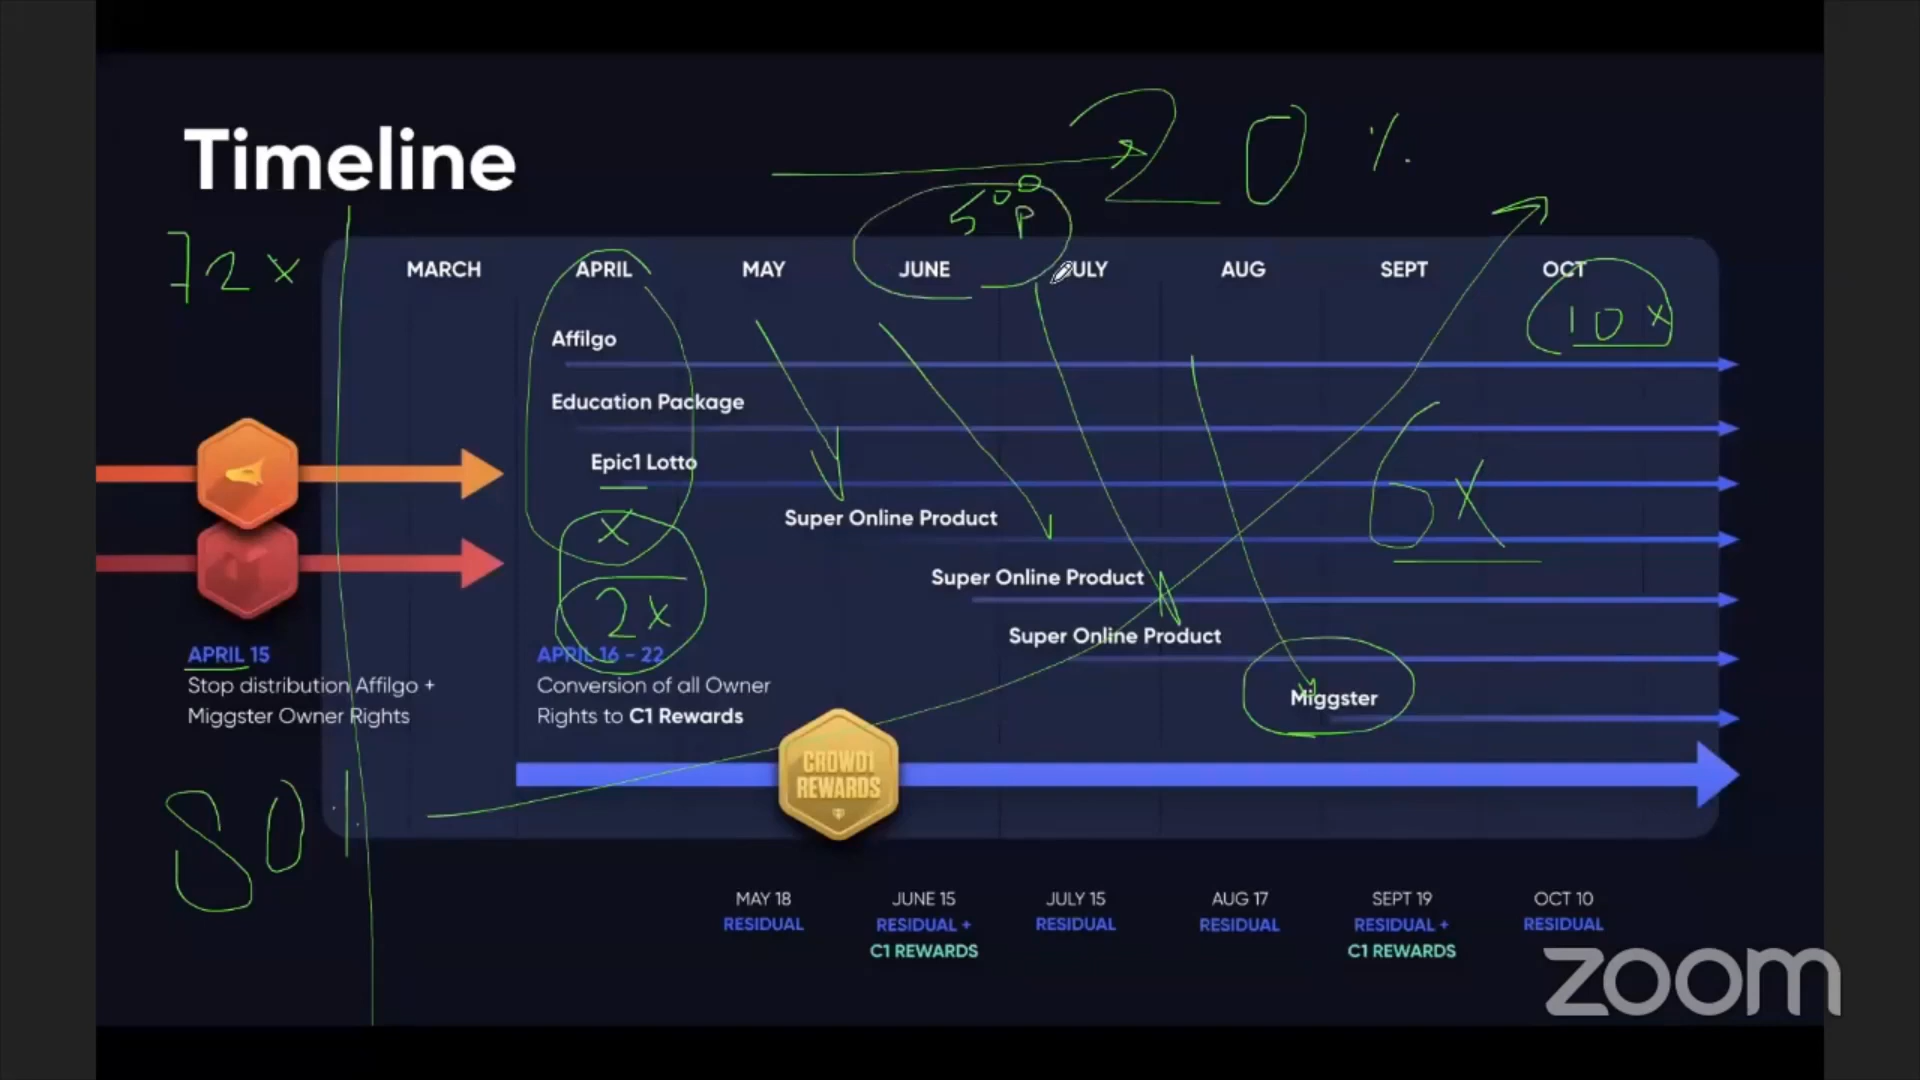 20%
Timeline
500
P
72x
MARCH APRIL MAY JUNE JULY AUG SEPT OCT
10x
Affilgo
Education Package
Epic1 Lotto
x
6x
Super Online Product
2x
Super Online Product
Super Online Product
APRIL 15
Stop distribution Affilgo +
Miggster Owner Rights
APRIL 16 - 22
Conversion of all Owner
Rights to C1 Rewards
Miggster
CROWD1
REWARDS
80
MAY 18
RESIDUAL
JUNE 15
RESIDUAL +
C1 REWARDS
JULY 15
RESIDUAL
AUG 17
RESIDUAL
SEPT 19
RESIDUAL +
C1 REWARDS
OCT 10
RESIDUAL
zoom